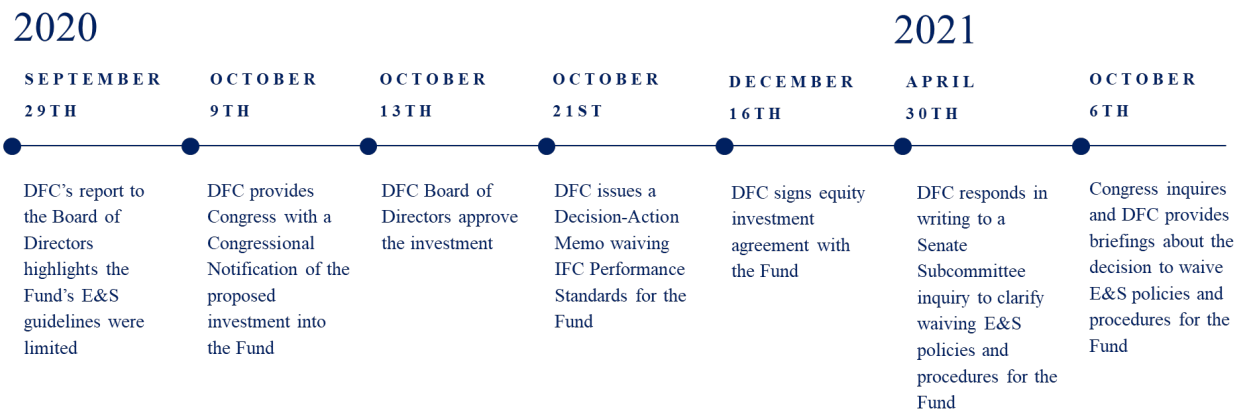 2020
SEPTEMBER
29TH
DFC’s report to
the Board of
Directors
highlights the
Fund’s E&S
guidelines were
limited
OCTOBER
9TH
DFC provides
Congress with a
Congressional
Notification of the
proposed
investment into
the Fund
OCTOBER
13TH
DFC Board of
Directors approve
the investment
OCTOBER
21ST
DFC issues a
Decision-Action
Memo waiving
IFC Performance
Standards for the
Fund
DECEMBER
16TH
DFC signs equity
investment
agreement with
the Fund
2021
APRIL
30TH
DFC responds in
writing to a
Senate
Subcommittee
inquiry to clarify
waiving E&S
policies and
procedures for the
Fund
OCTOBER
6TH
Congress inquires
and DFC provides
briefings about the
decision to waive
E&S policies and
procedures for the
Fund